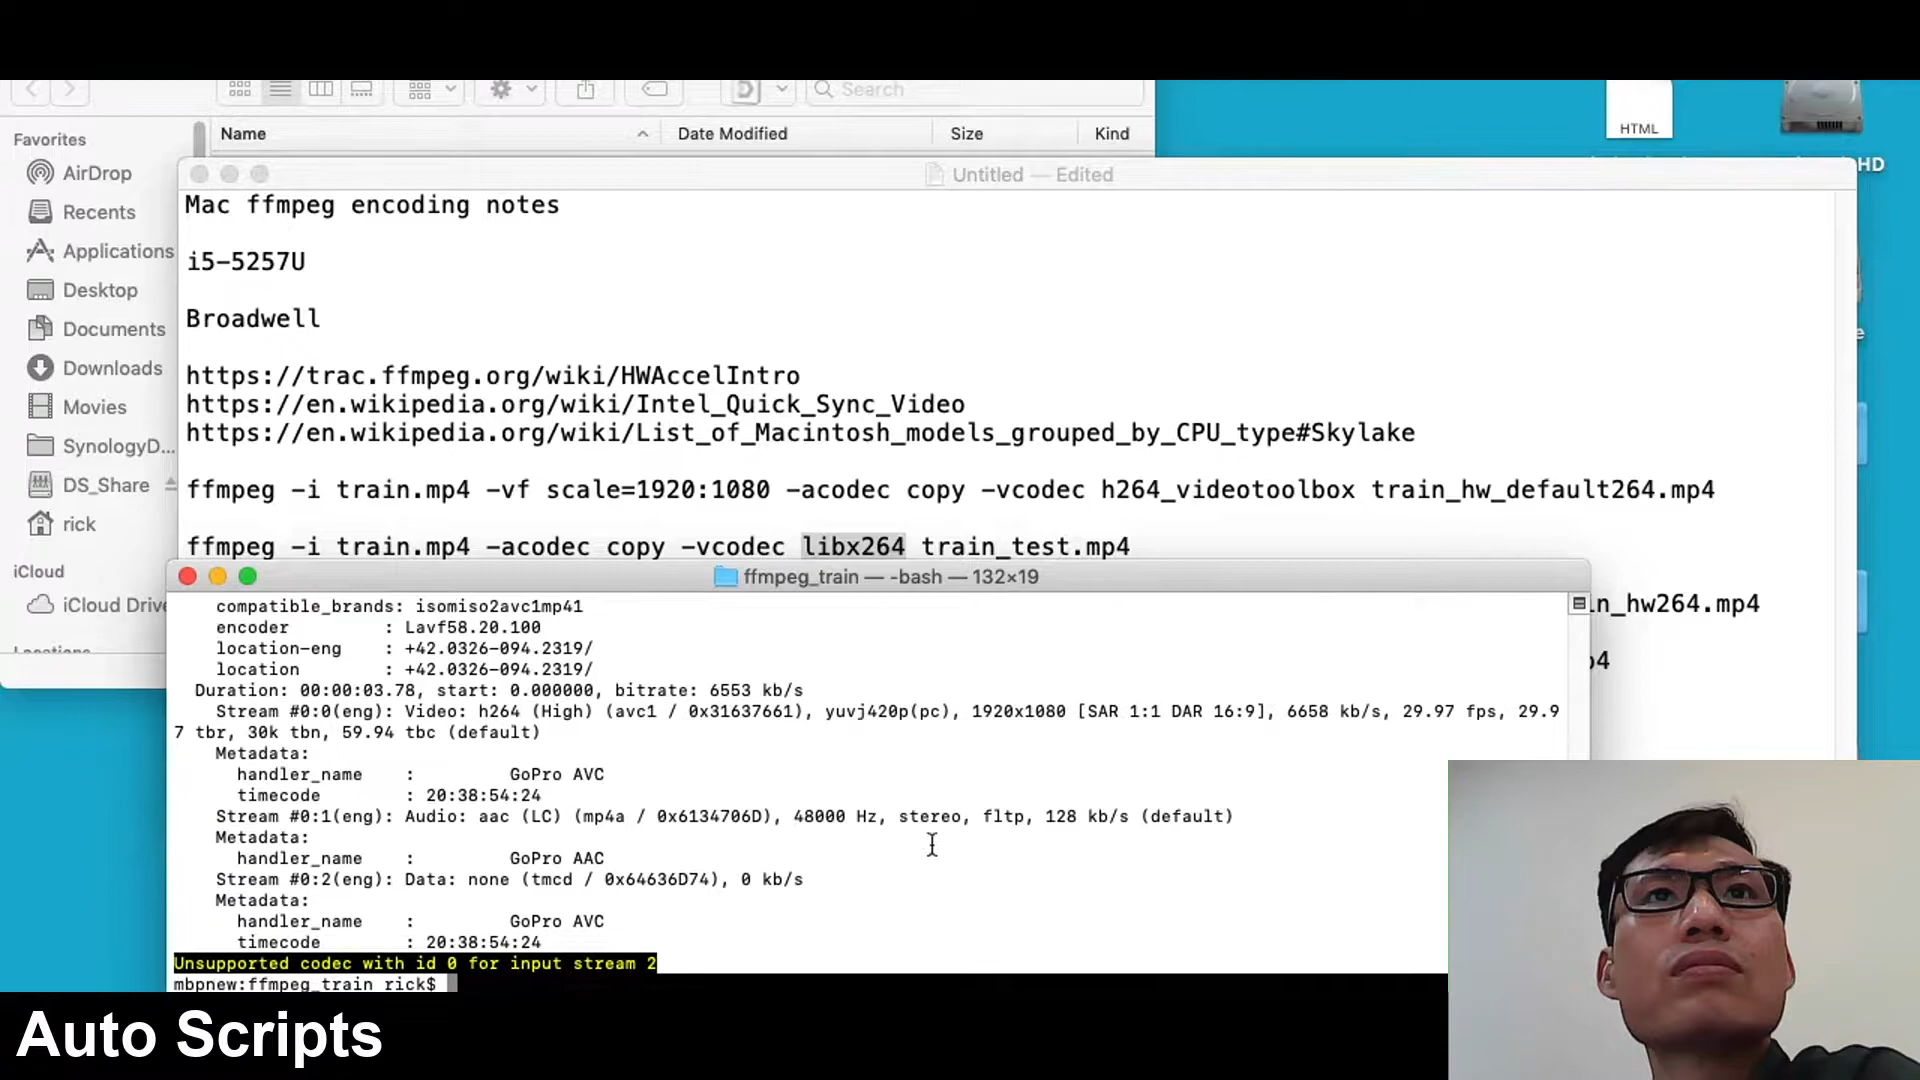 Search
Name
Date Modified
Size
Kind
HTML
HD
Favorites
AirDrop
Recents
Applications
Desktop
Documents
Downloads
Movies
SynologyD...
DS_Share
rick
iCloud
iCloud Drive
Locations
Untitled — Edited
Mac ffmpeg encoding notes
i5-5257U
Broadwell
https://trac.ffmpeg.org/wiki/HWAccelIntro
https://en.wikipedia.org/wiki/Intel_Quick_Sync_Video
https://en.wikipedia.org/wiki/List_of_Macintosh_models_grouped_by_CPU_type#Skylake
ffmpeg -i train.mp4 -vf scale=1920:1080 -acodec copy -vcodec h264_videotoolbox train_hw_default264.mp4
ffmpeg -i train.mp4 -acodec copy -vcodec libx264 train_test.mp4
in_hw264.mp4
p4
ffmpeg_train — -bash — 132×19
compatible_brands: isomiso2avc1mp41
encoder : Lavf58.20.100
location-eng : +42.0326-094.2319/
location : +42.0326-094.2319/
Duration: 00:00:03.78, start: 0.000000, bitrate: 6553 kb/s
Stream #0:0(eng): Video: h264 (High) (avc1 / 0x31637661), yuvj420p(pc), 1920x1080 [SAR 1:1 DAR 16:9], 6658 kb/s, 29.97 fps, 29.9
7 tbr, 30k tbn, 59.94 tbc (default)
Metadata:
handler_name : GoPro AVC
timecode : 20:38:54:24
Stream #0:1(eng): Audio: aac (LC) (mp4a / 0x6134706D), 48000 Hz, stereo, fltp, 128 kb/s (default)
Metadata:
handler_name : GoPro AAC
Stream #0:2(eng): Data: none (tmcd / 0x64636D74), 0 kb/s
Metadata:
handler_name : GoPro AVC
timecode : 20:38:54:24
Unsupported codec with id 0 for input stream 2
mbpnew:ffmpeg_train rick$
Auto Scripts